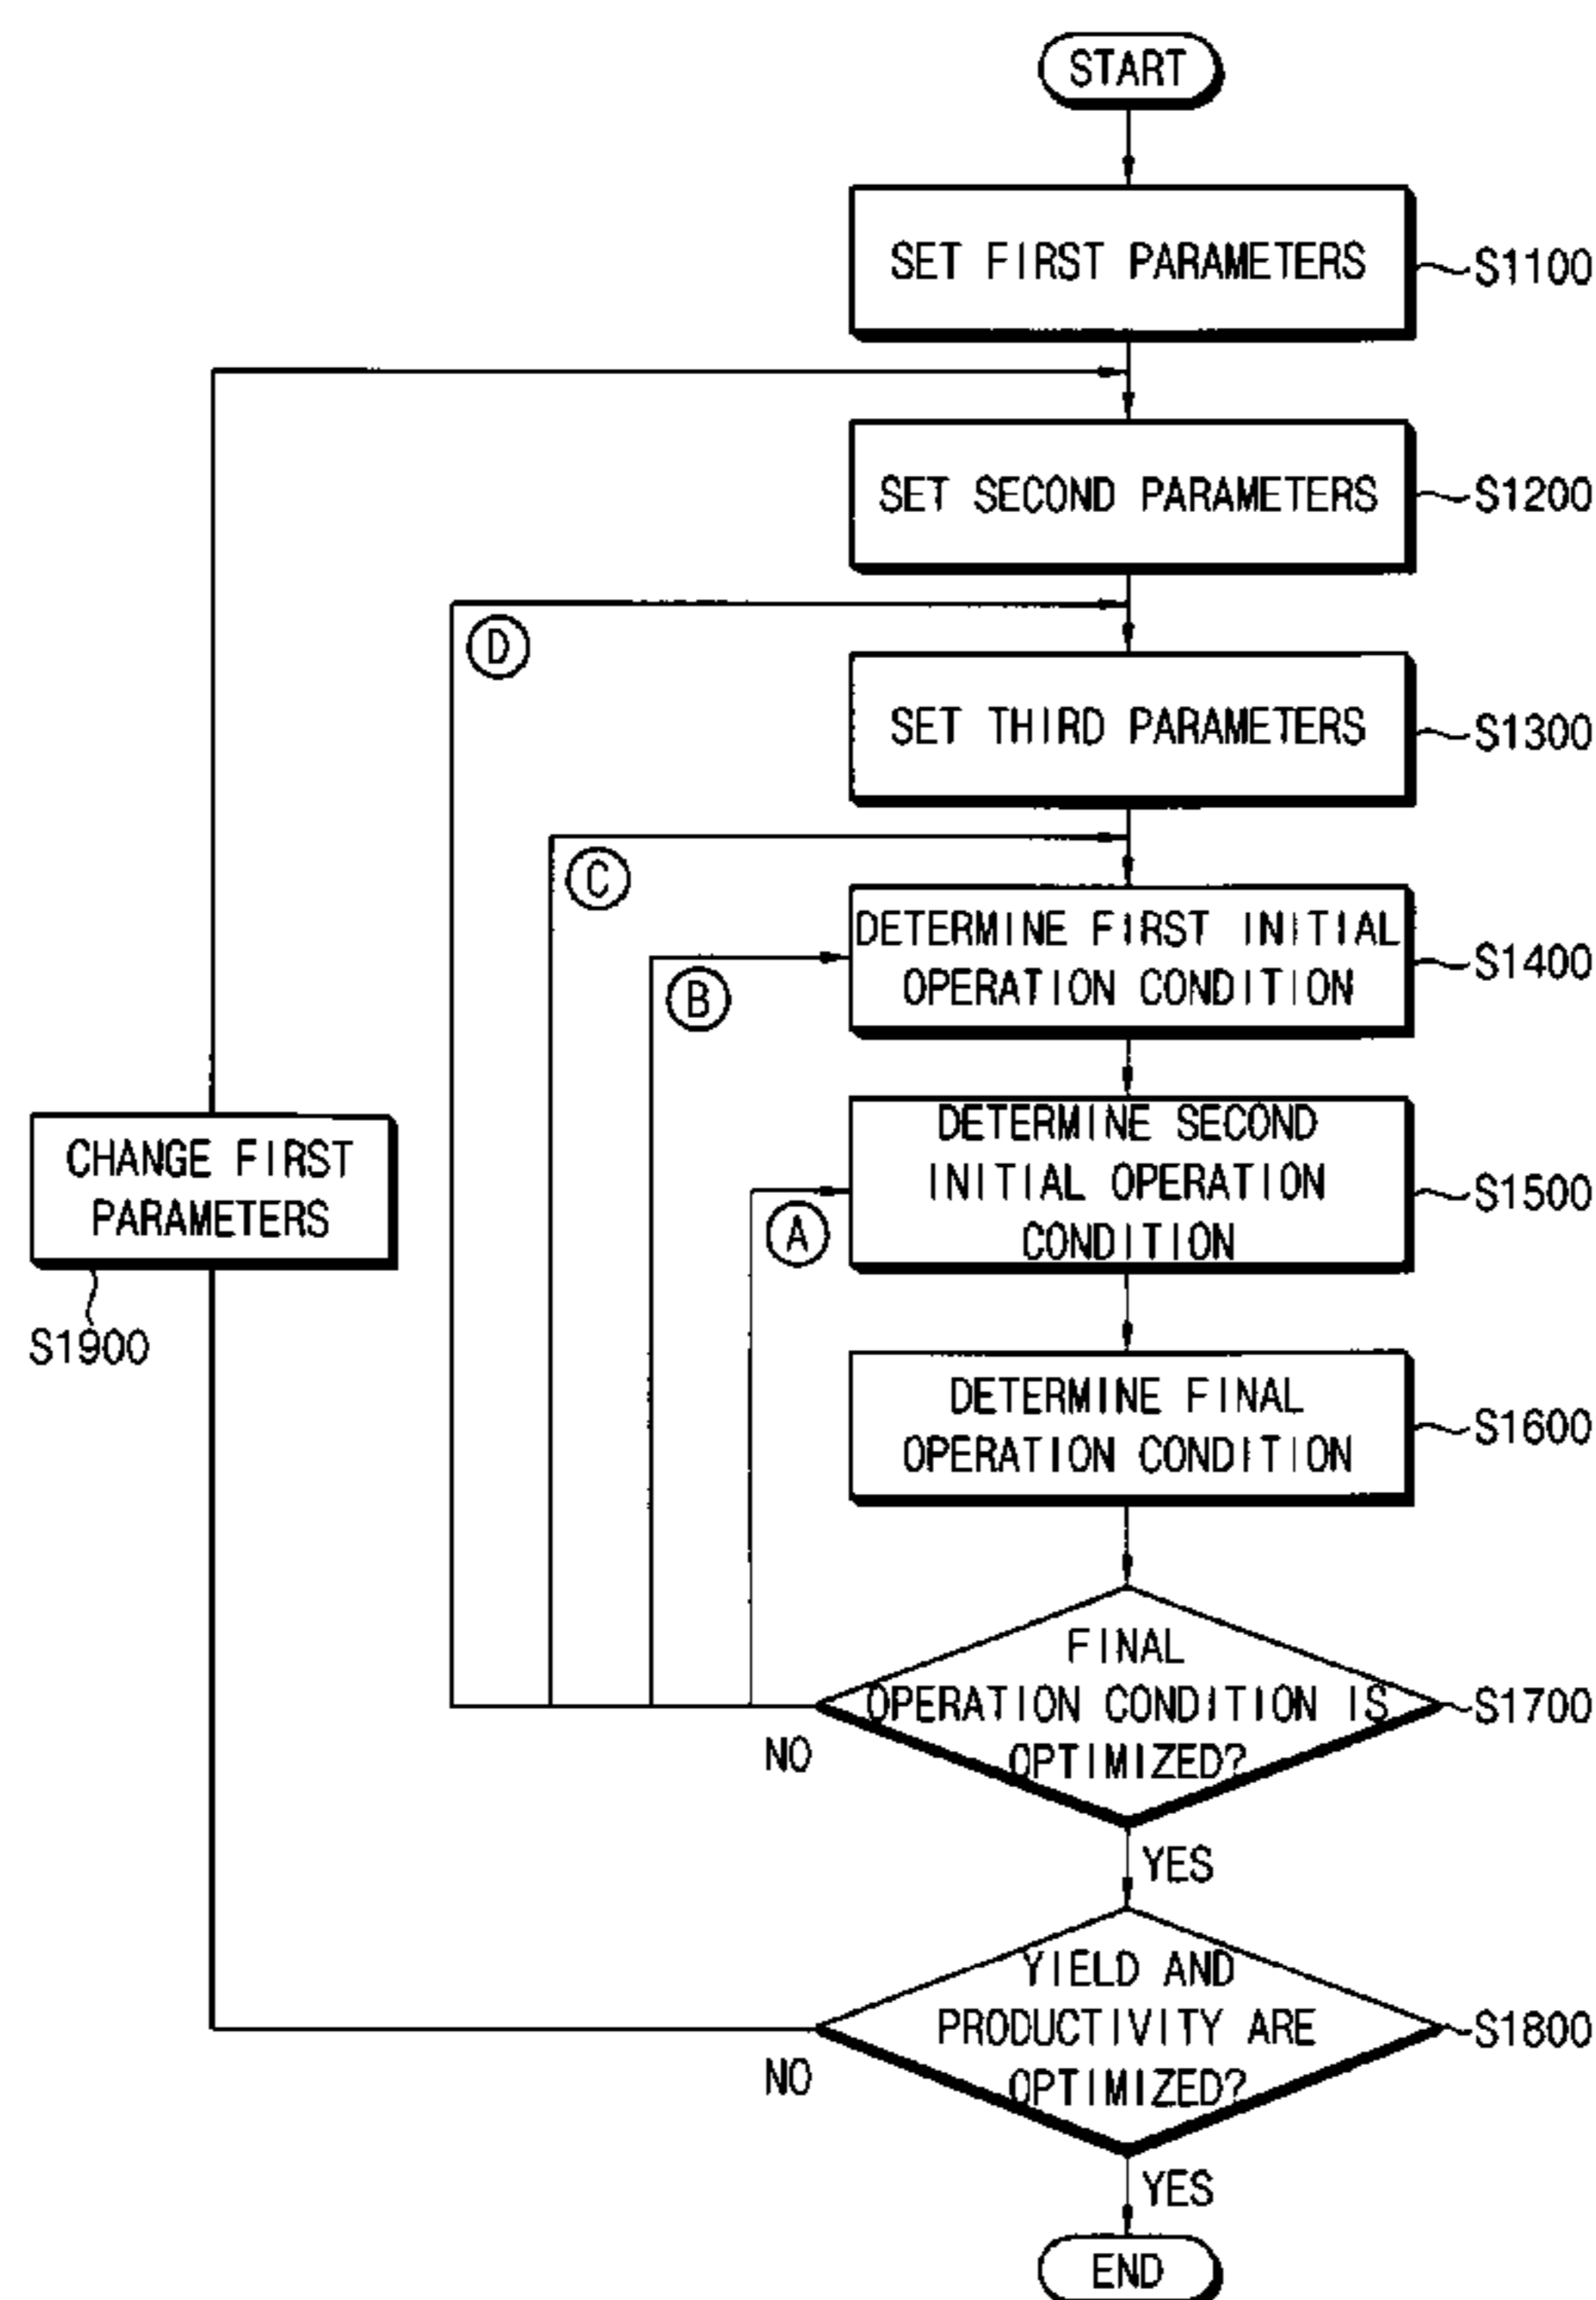 START
SET FIRST PARAMETERS
S1100
SET SECOND PARAMETERS
S1200
D
SET THIRD PARAMETERS
S1300
C
DETERMINE FIRST INITIAL
OPERATION CONDITION
S1400
B
CHANGE FIRST
PARAMETERS
S1900
DETERMINE SECOND
INITIAL OPERATION
CONDITION
S1500
A
DETERMINE FINAL
OPERATION CONDITION
S1600
FINAL
OPERATION CONDITION IS
OPTIMIZED?
S1700
NO
YES
YIELD AND
PRODUCTIVITY ARE
OPTIMIZED?
S1800
NO
YES
END